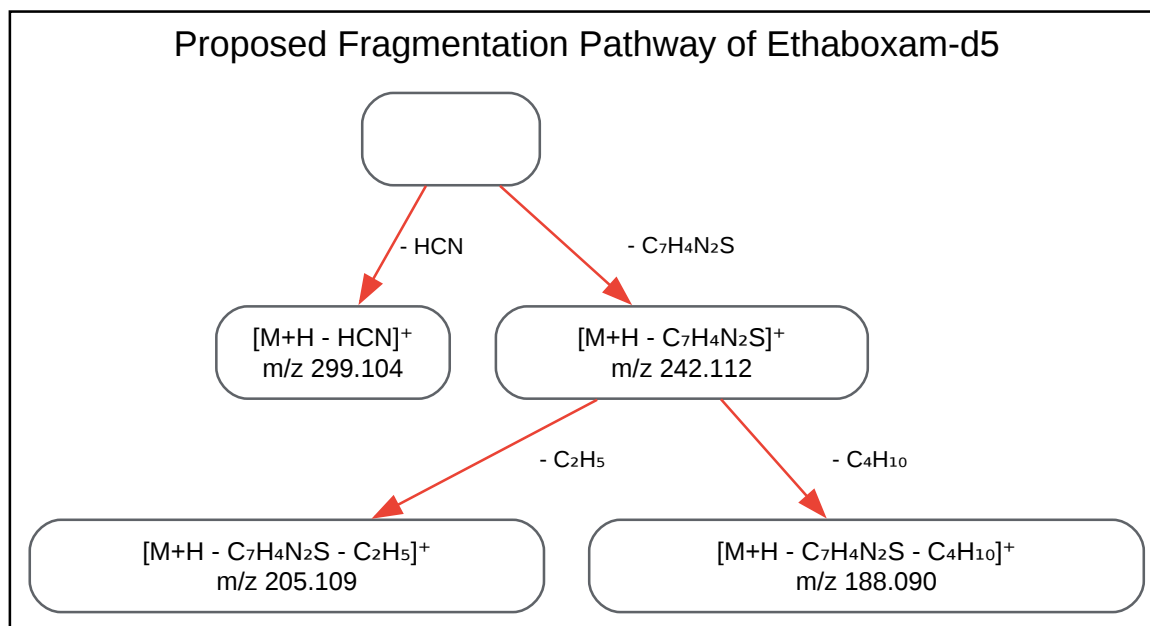 Proposed Fragmentation Pathway of Ethaboxam-d5
- HCN
- C₇H₄N₂S
[M+H - HCN]⁺
m/z 299.104
[M+H - C₇H₄N₂S]⁺
m/z 242.112
- C₂H₅
- C₄H₁₀
[M+H - C₇H₄N₂S - C₂H₅]⁺
m/z 205.109
[M+H - C₇H₄N₂S - C₄H₁₀]⁺
m/z 188.090